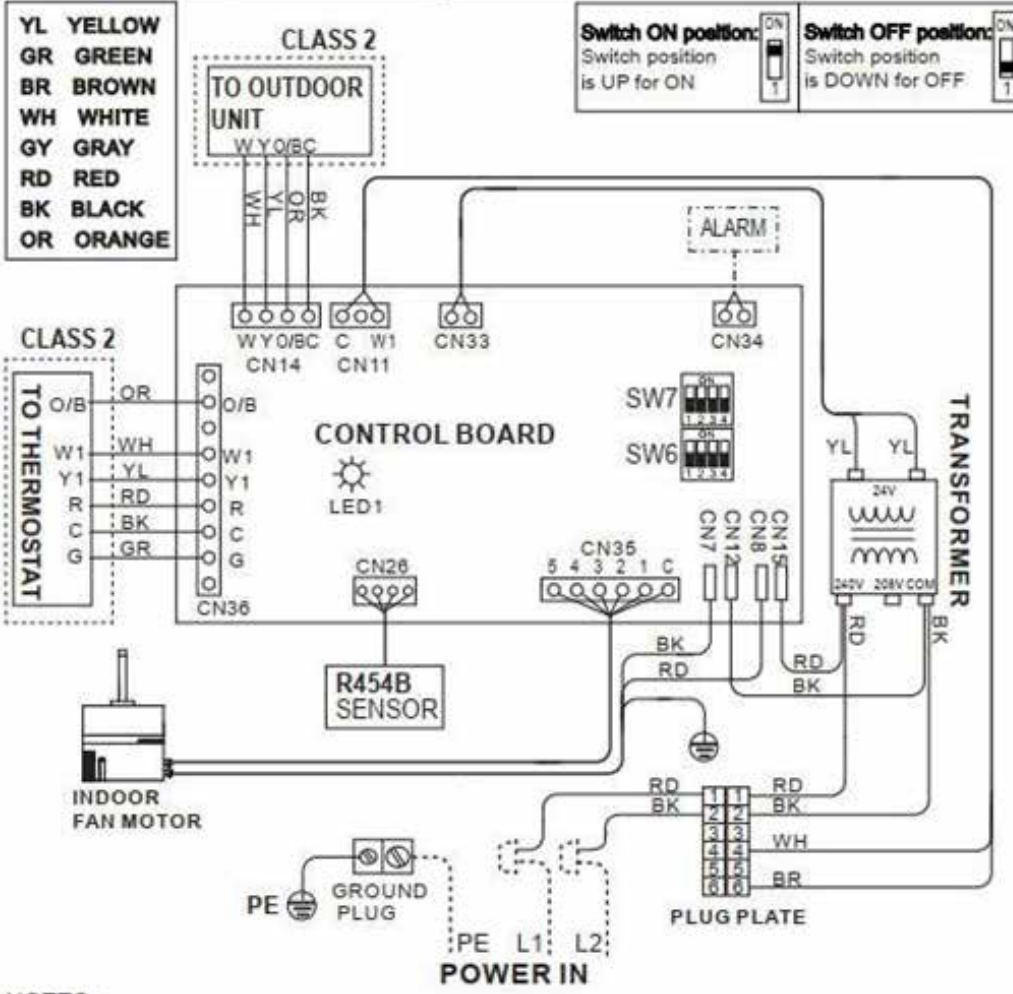 YL YELLOW
GR GREEN
BR BROWN
WH WHITE
GY GRAY
RD RED
BK BLACK
OR ORANGE
CLASS 2
TO OUTDOOR
UNIT
W Y O/B C
WH YL OR BK
Switch ON position:
Switch position
is UP for ON
ON
1
Switch OFF position:
Switch position
is DOWN for OFF
ON
1
ALARM
W Y O/B C
CN14
C W1
CN11
CN33
CN34
CLASS 2
TO THERMOSTAT
O/B OR O/B
W1 WH W1
Y1 YL Y1
R RD R
C BK C
G GR G
CN36
CONTROL BOARD
LED1
SW7
ON
1 2 3 4
SW6
ON
1 2 3 4
CN26
CN35
5 4 3 2 1 C
CN7 CN12 CN8 CN15
YL YL
24V
240V 208V COM
TRANSFORMER
RD BK
R454B
SENSOR
BK
RD
RD
BK
INDOOR
FAN MOTOR
RD
BK
1 1
2 2
3 3
4 4
5 5
6 6
RD
BK
WH
BR
PLUG PLATE
PE
GROUND
PLUG
PE L1 L2
POWER IN